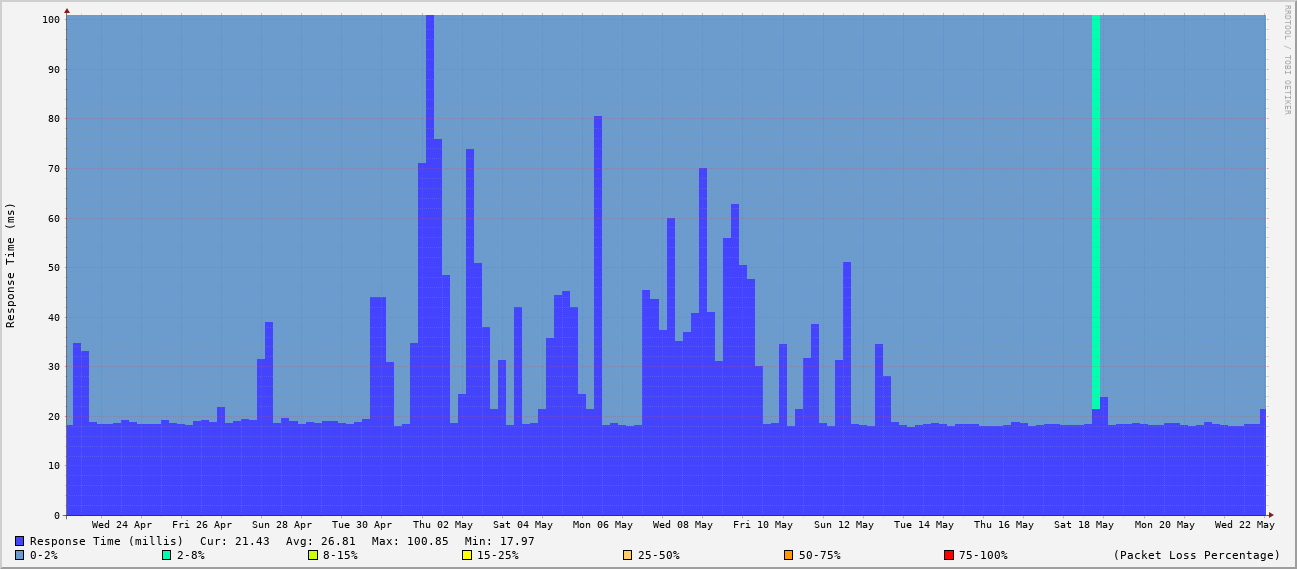 RRDTOOL / TOBI OETIKER
Response Time (ms)
100
90
80
70
60
50
40
30
20
10
0
Wed 24 Apr Fri 26 Apr Sun 28 Apr Tue 30 Apr Thu 02 May Sat 04 May Mon 06 May Wed 08 May Fri 10 May Sun 12 May Tue 14 May Thu 16 May Sat 18 May Mon 20 May Wed 22 May
Response Time (millis) Cur: 21.43 Avg: 26.81 Max: 100.85 Min: 17.97
0-2% 2-8% 8-15% 15-25% 25-50% 50-75% 75-100% (Packet Loss Percentage)